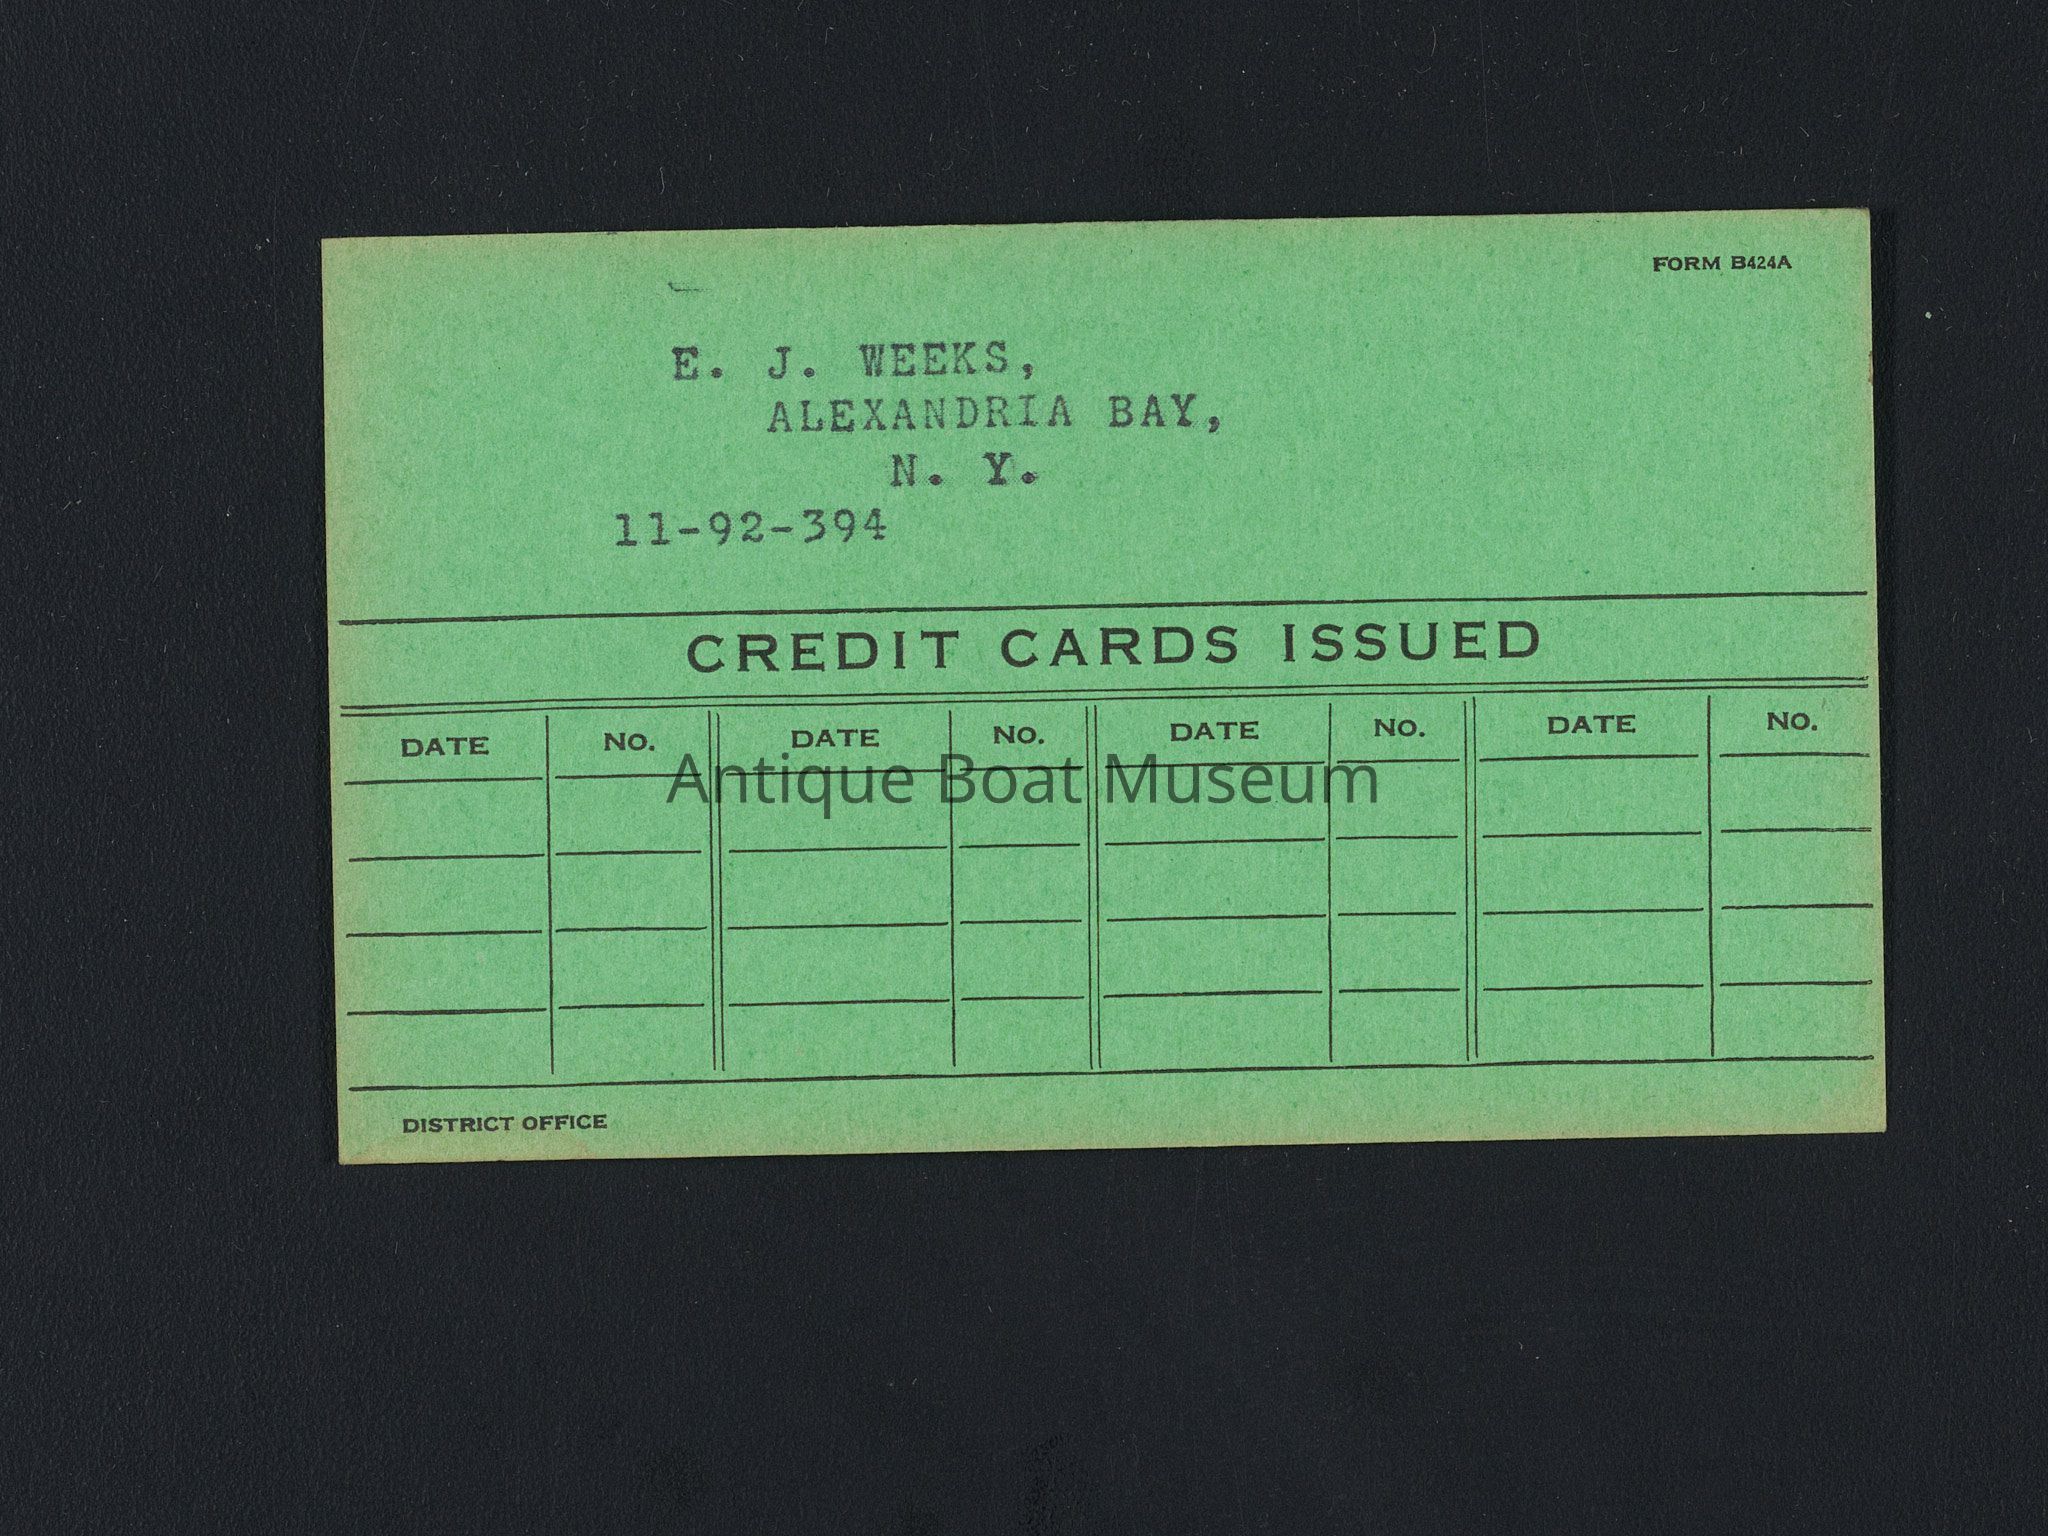 FORM B424A
E. J. WEEKS,
ALEXANDRIA BAY,
N. Y.
11-92-394
CREDIT CARDS ISSUED
DATE NO. DATE NO. DATE NO. DATE NO.
Antique Boat Museum
DISTRICT OFFICE